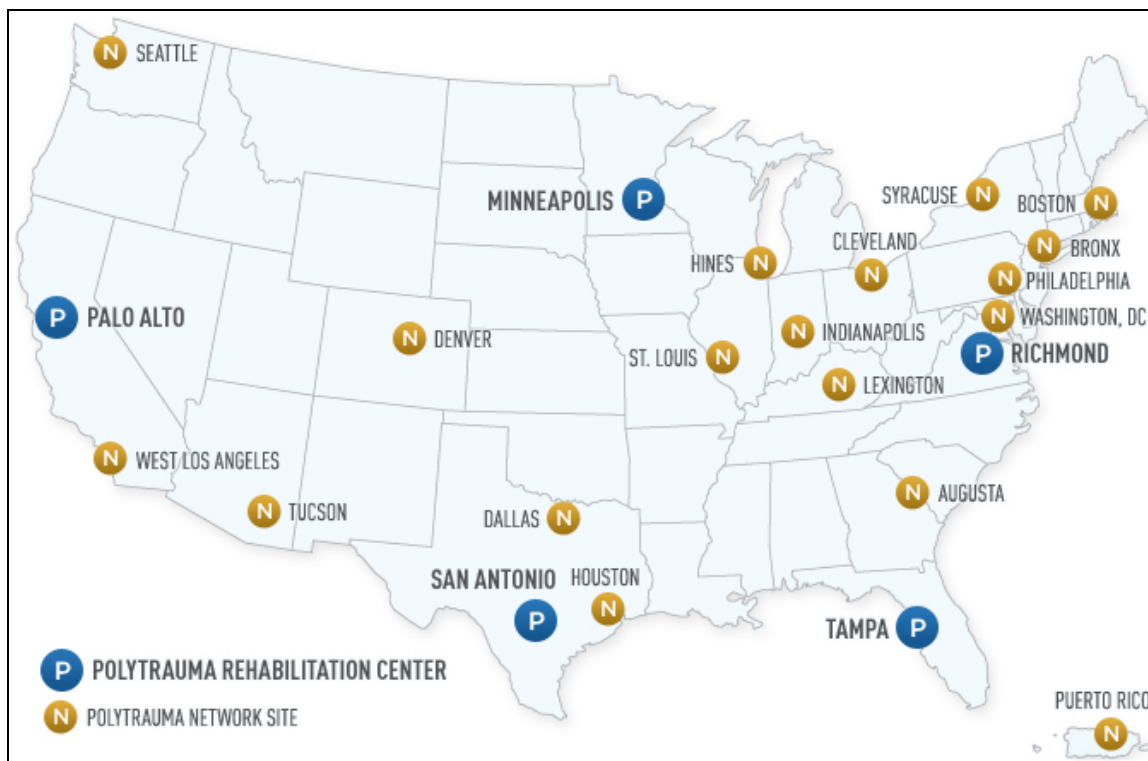 N SEATTLE
MINNEAPOLIS P
SYRACUSE N
BOSTON N
CLEVELAND
N
N BRONX
HINES N
N PHILADELPHIA
P PALO ALTO
N WASHINGTON, DC
N DENVER
N INDIANAPOLIS
ST. LOUIS N
P RICHMOND
N LEXINGTON
N WEST LOS ANGELES
N TUCSON
N AUGUSTA
DALLAS N
SAN ANTONIO
P
HOUSTON
N
TAMPA P
P POLYTRAUMA REHABILITATION CENTER
N POLYTRAUMA NETWORK SITE
PUERTO RICO
N